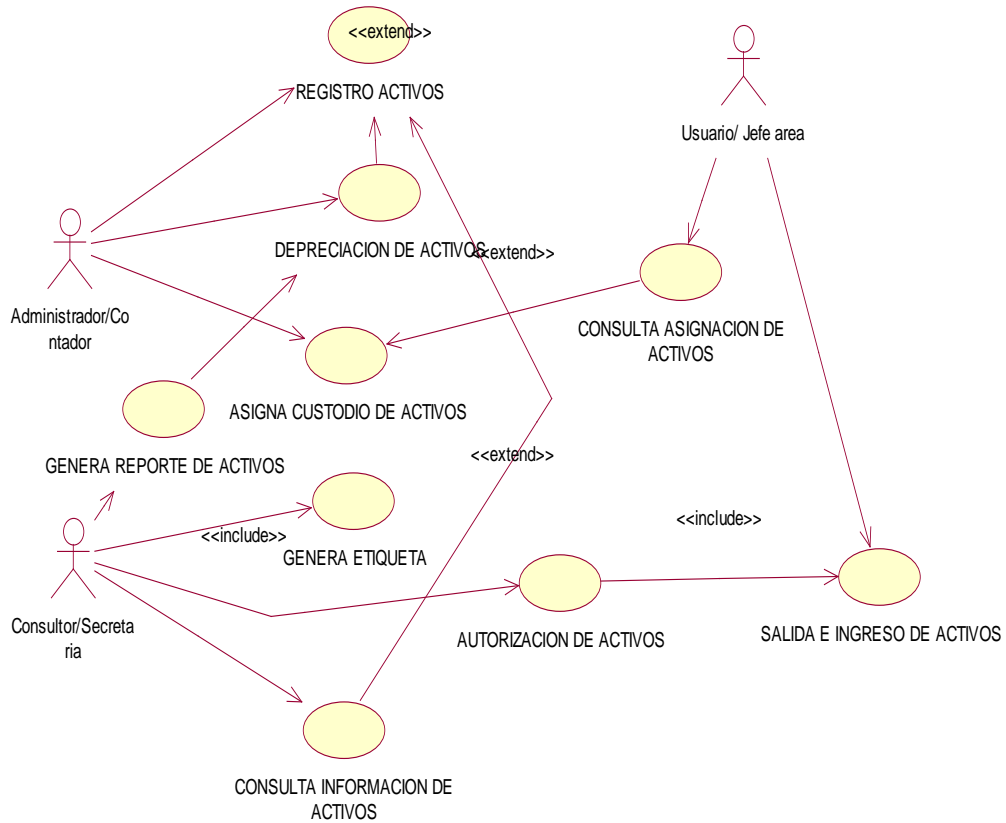 <<extend>>
REGISTRO ACTIVOS
Usuario/ Jefe area
DEPRECIACION DE ACTIVOS
<<extend>>
Administrador/Co
ntador
CONSULTA ASIGNACION DE
ACTIVOS
ASIGNA CUSTODIO DE ACTIVOS
GENERA REPORTE DE ACTIVOS
<<extend>>
<<include>>
<<include>>
GENERA ETIQUETA
Consultor/Secreta
ria
AUTORIZACION DE ACTIVOS
SALIDA E INGRESO DE ACTIVOS
CONSULTA INFORMACION DE
ACTIVOS